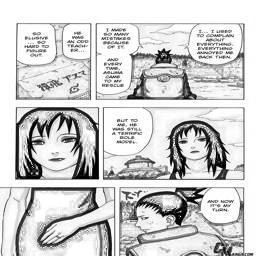 SO
ELUSIVE
... SO
HARD TO
FIGURE
OUT.
HE
WAS AN
ODD
TEACH-
ER...
I MADE
SO MANY
MISTAKES
BECAUSE
OF IT.
AND
EVERY
TIME,
ASUMA
CAME TO
MY
RESCUE
I... I USED
TO COMPLAIN
ABOUT
EVERYTHING.
EVERYTHING
ANNOYED ME
BACK THEN.
BUT TO
ME, HE
WAS STILL
A
TERRIFIC
ROLE
MODEL.
AND NOW
IT'S MY
TURN.